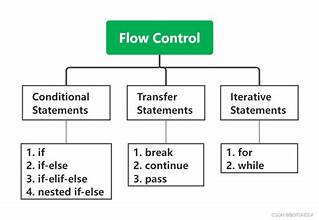 Flow Control
Conditional
Statements
Transfer
Statements
Iterative
Statements
1. if
2. if-else
3. if-elif-else
4. nested if-else
1. break
2. continue
3. pass
1. for
2. while